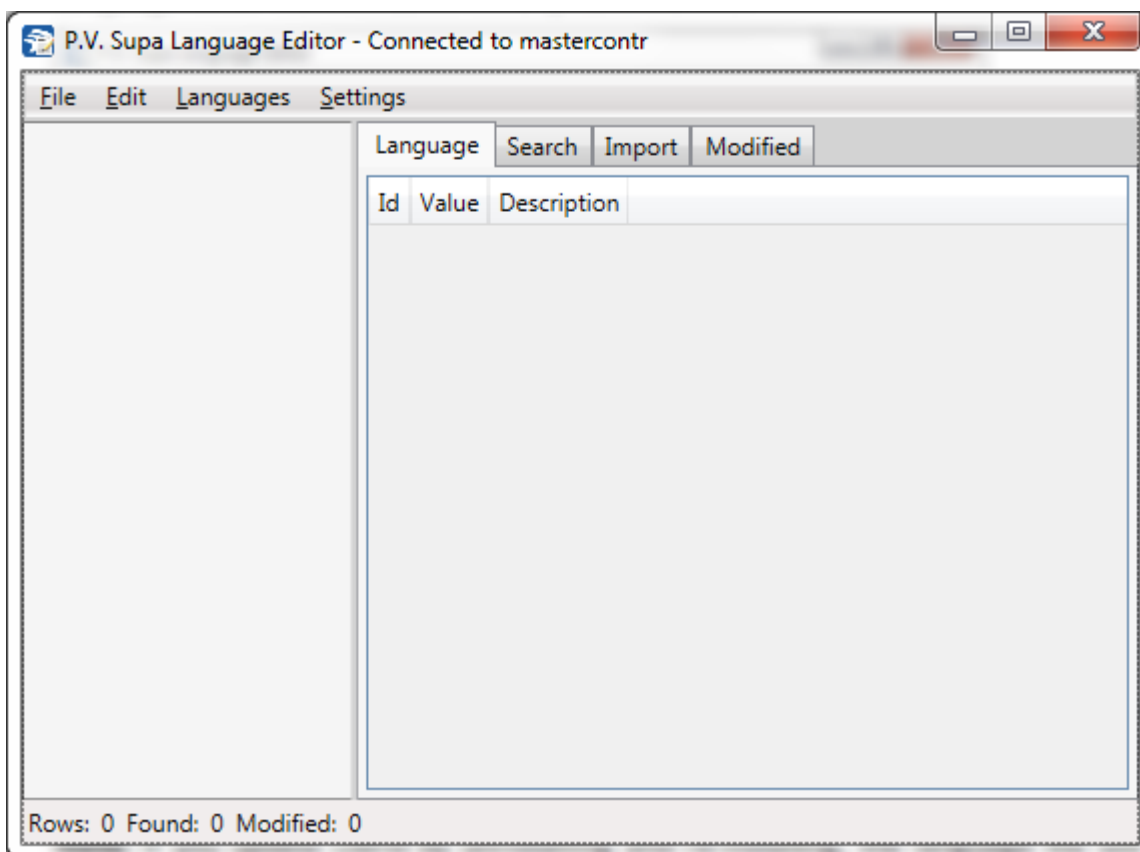 P.V. Supa Language Editor - Connected to mastercontr
File Edit Languages Settings
Language Search Import Modified
Id Value Description
Rows: 0 Found: 0 Modified: 0